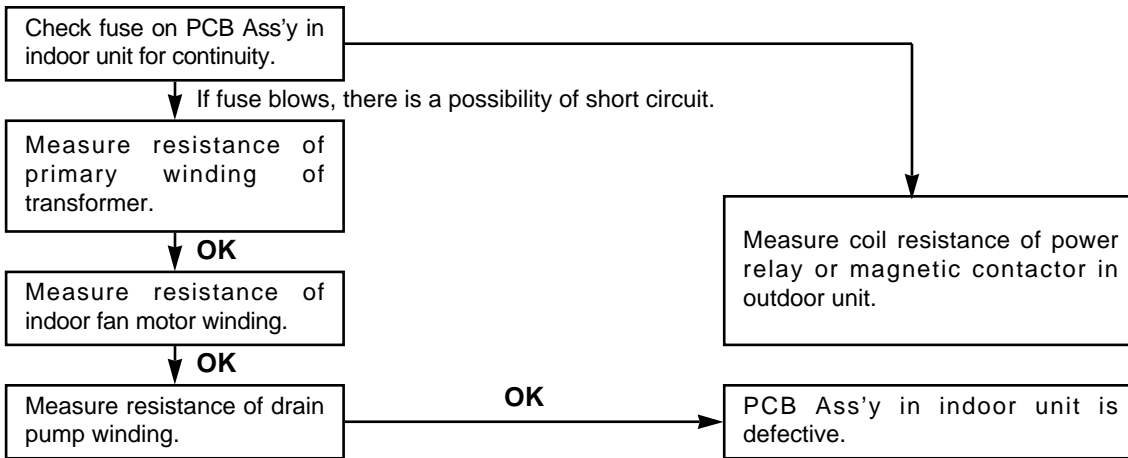 Check fuse on PCB Ass'y in
indoor unit for continuity.
If fuse blows, there is a possibility of short circuit.
Measure resistance of
primary winding of
transformer.
OK
Measure resistance of
indoor fan motor winding.
OK
Measure resistance of drain
pump winding.
OK
Measure coil resistance of power
relay or magnetic contactor in
outdoor unit.
PCB Ass'y in indoor unit is
defective.